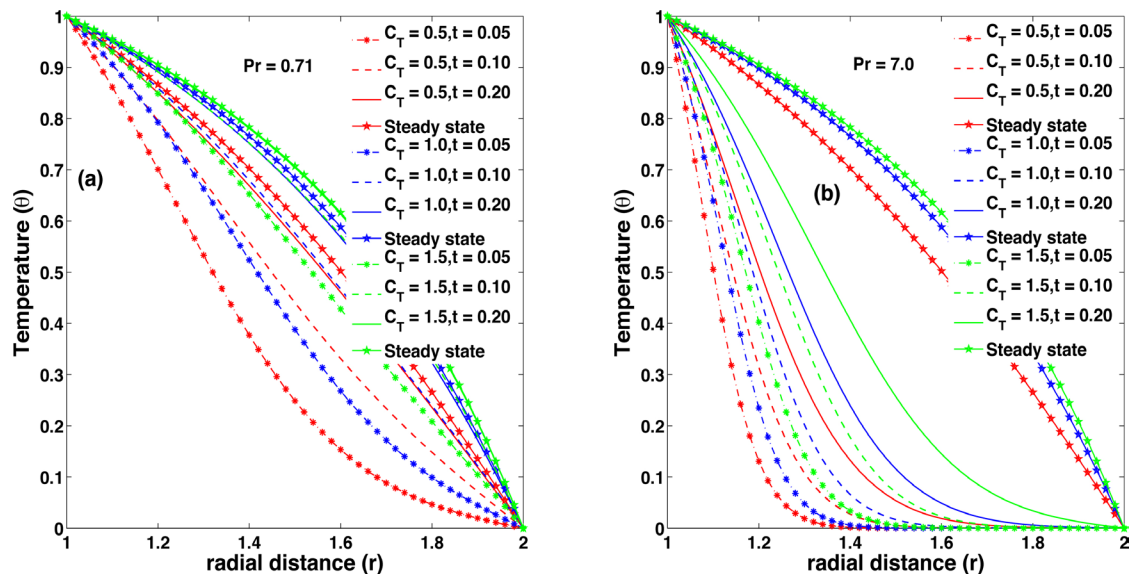 1
0.9
0.8
0.7
0.6
0.5
0.4
0.3
0.2
0.1
0
Temperature (θ)
(a)
Pr = 0.71
C_T = 0.5,t = 0.05
C_T = 0.5,t = 0.10
C_T = 0.5,t = 0.20
Steady state
C_T = 1.0,t = 0.05
C_T = 1.0,t = 0.10
C_T = 1.0,t = 0.20
Steady state
C_T = 1.5,t = 0.05
C_T = 1.5,t = 0.10
C_T = 1.5,t = 0.20
Steady state
1 1.2 1.4 1.6 1.8 2
radial distance (r)
1
0.9
0.8
0.7
0.6
0.5
0.4
0.3
0.2
0.1
0
Temperature (θ)
Pr = 7.0
(b)
C_T = 0.5,t = 0.05
C_T = 0.5,t = 0.10
C_T = 0.5,t = 0.20
Steady state
C_T = 1.0,t = 0.05
C_T = 1.0,t = 0.10
C_T = 1.0,t = 0.20
Steady state
C_T = 1.5,t = 0.05
C_T = 1.5,t = 0.10
C_T = 1.5,t = 0.20
Steady state
1 1.2 1.4 1.6 1.8 2
radial distance (r)